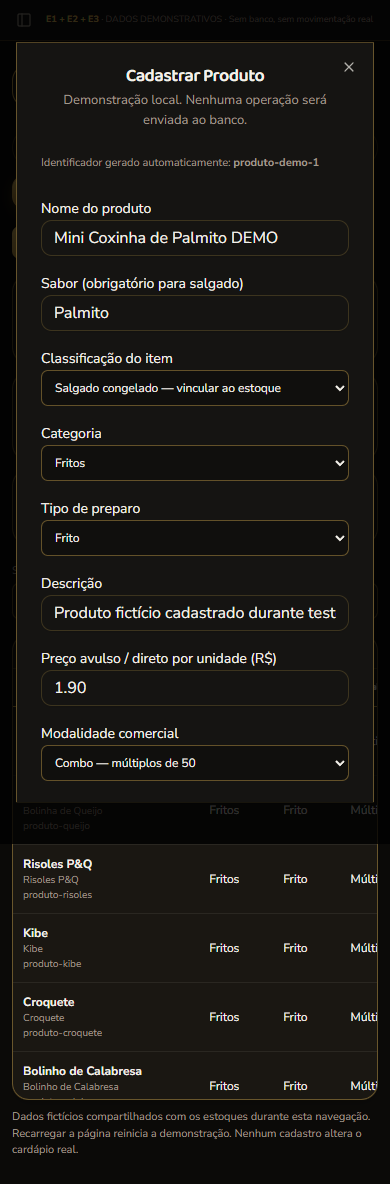 E1 + E2 + E3 · DADOS DEMONSTRATIVOS · Sem banco, sem movimentação real
Cadastrar Produto
Demonstração local. Nenhuma operação será
enviada ao banco.
Identificador gerado automaticamente: produto-demo-1
Nome do produto
Mini Coxinha de Palmito DEMO
Sabor (obrigatório para salgado)
Palmito
Classificação do item
Salgado congelado — vincular ao estoque
Categoria
Fritos
Tipo de preparo
Frito
Descrição
Produto fictício cadastrado durante test
Preço avulso / direto por unidade (R$)
1.90
Modalidade comercial
Combo — múltiplos de 50
Bolinha de Queijo Fritos Frito Múlti
produto-queijo
Risoles P&Q
Risoles P&Q Fritos Frito Múlti
produto-risoles
Kibe
Kibe Fritos Frito Múlti
produto-kibe
Croquete
Croquete Fritos Frito Múlti
produto-croquete
Bolinho de Calabresa
Bolinho de Calabresa Fritos Frito Múlti
Dados fictícios compartilhados com os estoques durante esta navegação.
Recarregar a página reinicia a demonstração. Nenhum cadastro altera o
cardápio real.